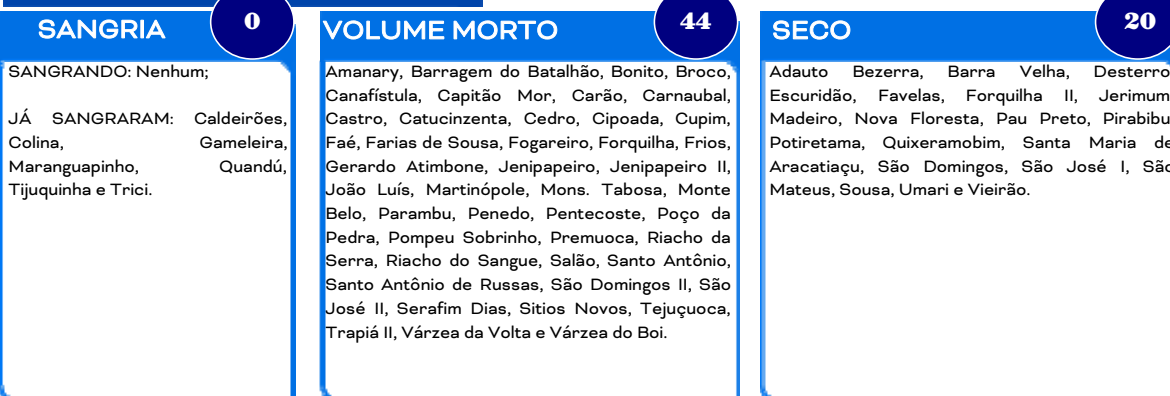 SANGRIA
0
SANGRANDO: Nenhum;
JÁ SANGRARAM: Caldeirões,
Colina, Gameleira,
Maranguapinho, Quandú,
Tijuquinha e Trici.
VOLUME MORTO
44
Amanary, Barragem do Batalhão, Bonito, Broco,
Canafístula, Capitão Mor, Carão, Carnaubal,
Castro, Catucinzenta, Cedro, Cipoada, Cupim,
Faé, Farias de Sousa, Fogareiro, Forquilha, Frios,
Gerardo Atimbone, Jenipapeiro, Jenipapeiro II,
João Luís, Martinópole, Mons. Tabosa, Monte
Belo, Parambu, Penedo, Pentecoste, Poço da
Pedra, Pompeu Sobrinho, Premuoca, Riacho da
Serra, Riacho do Sangue, Salão, Santo Antônio,
Santo Antônio de Russas, São Domingos II, São
José II, Serafim Dias, Sitios Novos, Tejuçuoca,
Trapiá II, Várzea da Volta e Várzea do Boi.
SECO
20
Adauto Bezerra, Barra Velha, Desterro
Escuridão, Favelas, Forquilha II, Jerimum
Madeiro, Nova Floresta, Pau Preto, Pirabibu
Potiretama, Quixeramobim, Santa Maria de
Aracatiaçu, São Domingos, São José I, São
Mateus, Sousa, Umari e Vieirão.